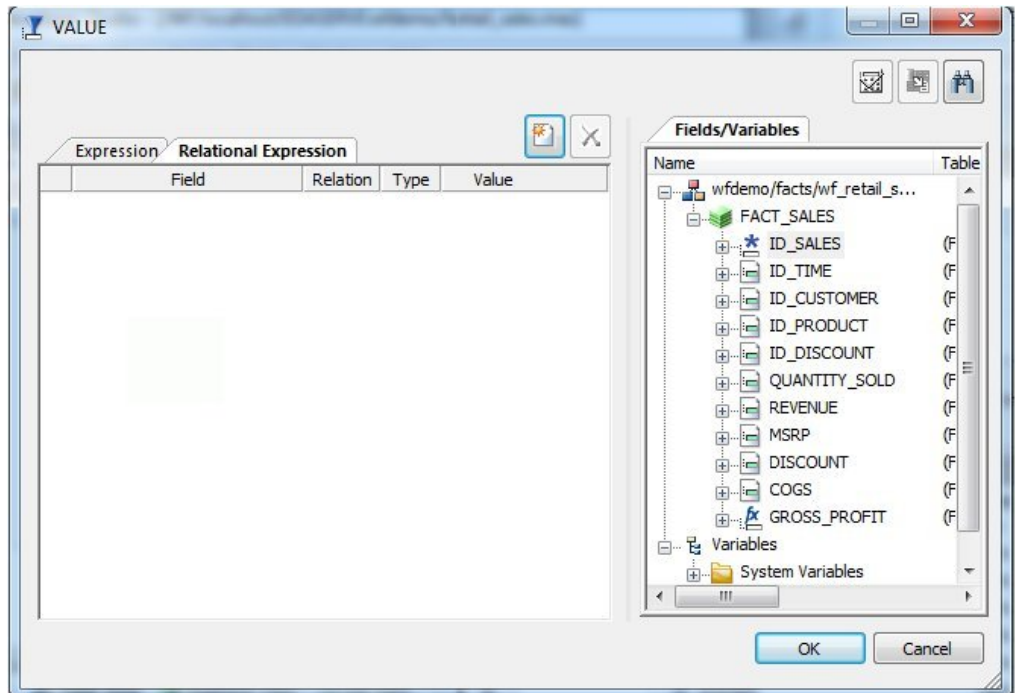 VALUE
Expression Relational Expression
Field Relation Type Value
Fields/Variables
Name Table
wfdemo/facts/wf_retail_s...
FACT_SALES
ID_SALES (F
ID_TIME (F
ID_CUSTOMER (F
ID_PRODUCT (F
ID_DISCOUNT (F
QUANTITY_SOLD (F
REVENUE (F
MSRP (F
DISCOUNT (F
COGS (F
GROSS_PROFIT (F
Variables
System Variables
OK Cancel